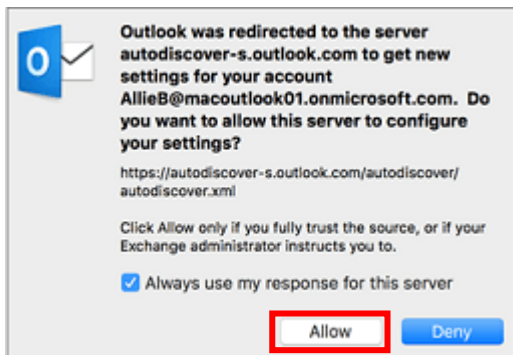 Outlook was redirected to the server
autodiscover-s.outlook.com to get new
settings for your account
AllieB@macoutlook01.onmicrosoft.com. Do
you want to allow this server to configure
your settings?
https://autodiscover-s.outlook.com/autodiscover/
autodiscover.xml
Click Allow only if you fully trust the source, or if your
Exchange administrator instructs you to.
Always use my response for this server
Allow Deny